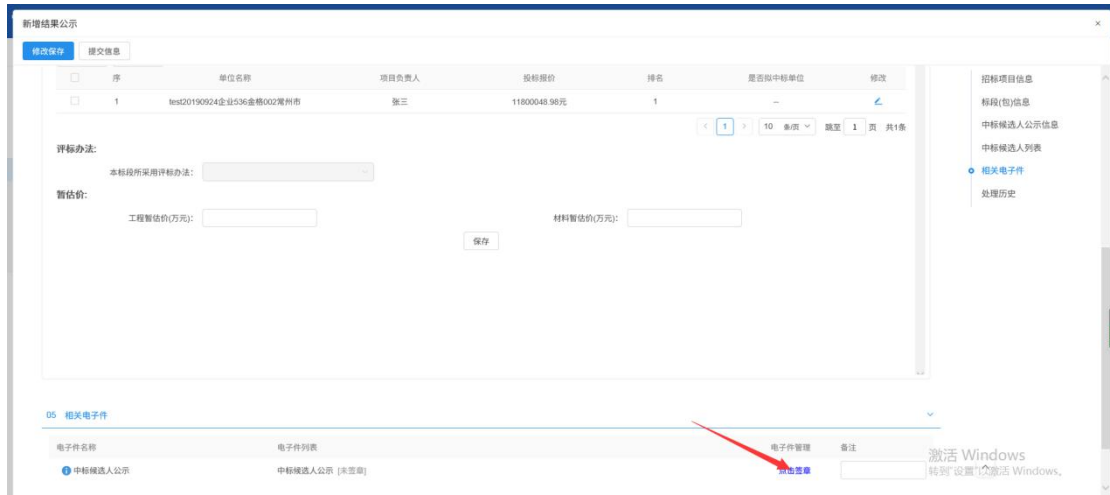 新增结果公示 ×
修改保存 提交信息
序 单位名称 项目负责人 投标报价 排名 是否拟中标单位 修改
1 test20190924企业536金格002常州市 张三 11800048.98元 1 --
< 1 > 10 条/页 跳至 1 页 共1条
评标办法:
本标段所采用评标办法:
暂估价:
工程暂估价(万元): 材料暂估价(万元):
保存
招标项目信息
标段(包)信息
中标候选人公示信息
中标候选人列表
相关电子件
处理历史
05 相关电子件
电子件名称 电子件列表 电子件管理 备注
中标候选人公示 中标候选人公示 [未签章] 点击签章
激活 Windows
转到"设置"以激活 Windows。